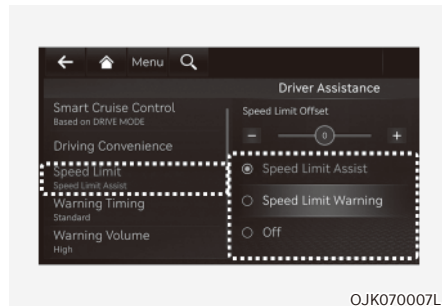 Menu
Driver Assistance
Smart Cruise Control
Based on DRIVE MODE
Driving Convenience
Speed Limit
Speed Limit Assist
Warning Timing
Standard
Warning Volume
High
Speed Limit Offset
− 0 +
Speed Limit Assist
Speed Limit Warning
Off
OJK070007L